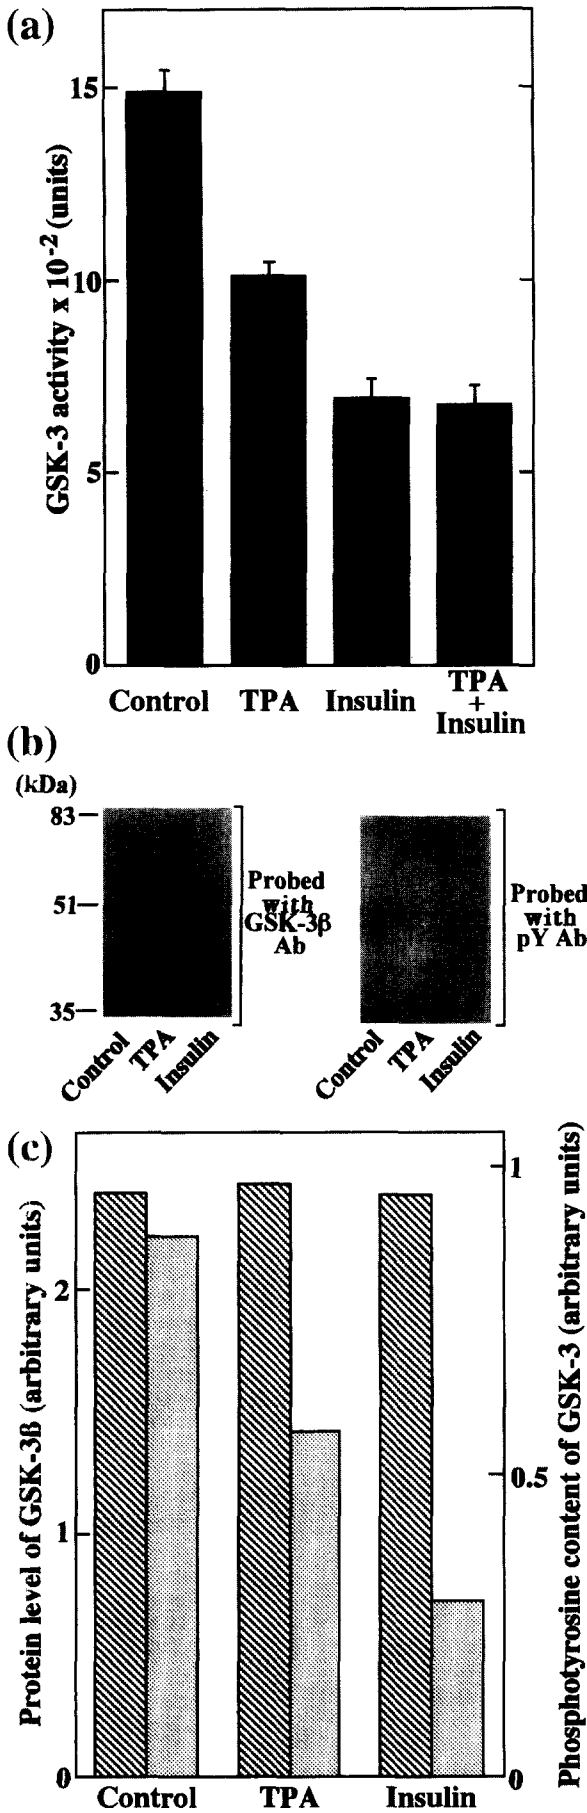 (a)
GSK-3 activity x 10⁻² (units)
15
10
5
0
Control
TPA
Insulin
TPA
+
Insulin
(b)
(kDa)
83
51
35
Probed
with
GSK-3β
Ab
Control
TPA
Insulin
Probed
with
pY Ab
Control
TPA
Insulin
(c)
Protein level of GSK-3ß (arbitrary units)
2
1
0
Phosphotyrosine content of GSK-3 (arbitrary units)
1
0.5
0
Control
TPA
Insulin